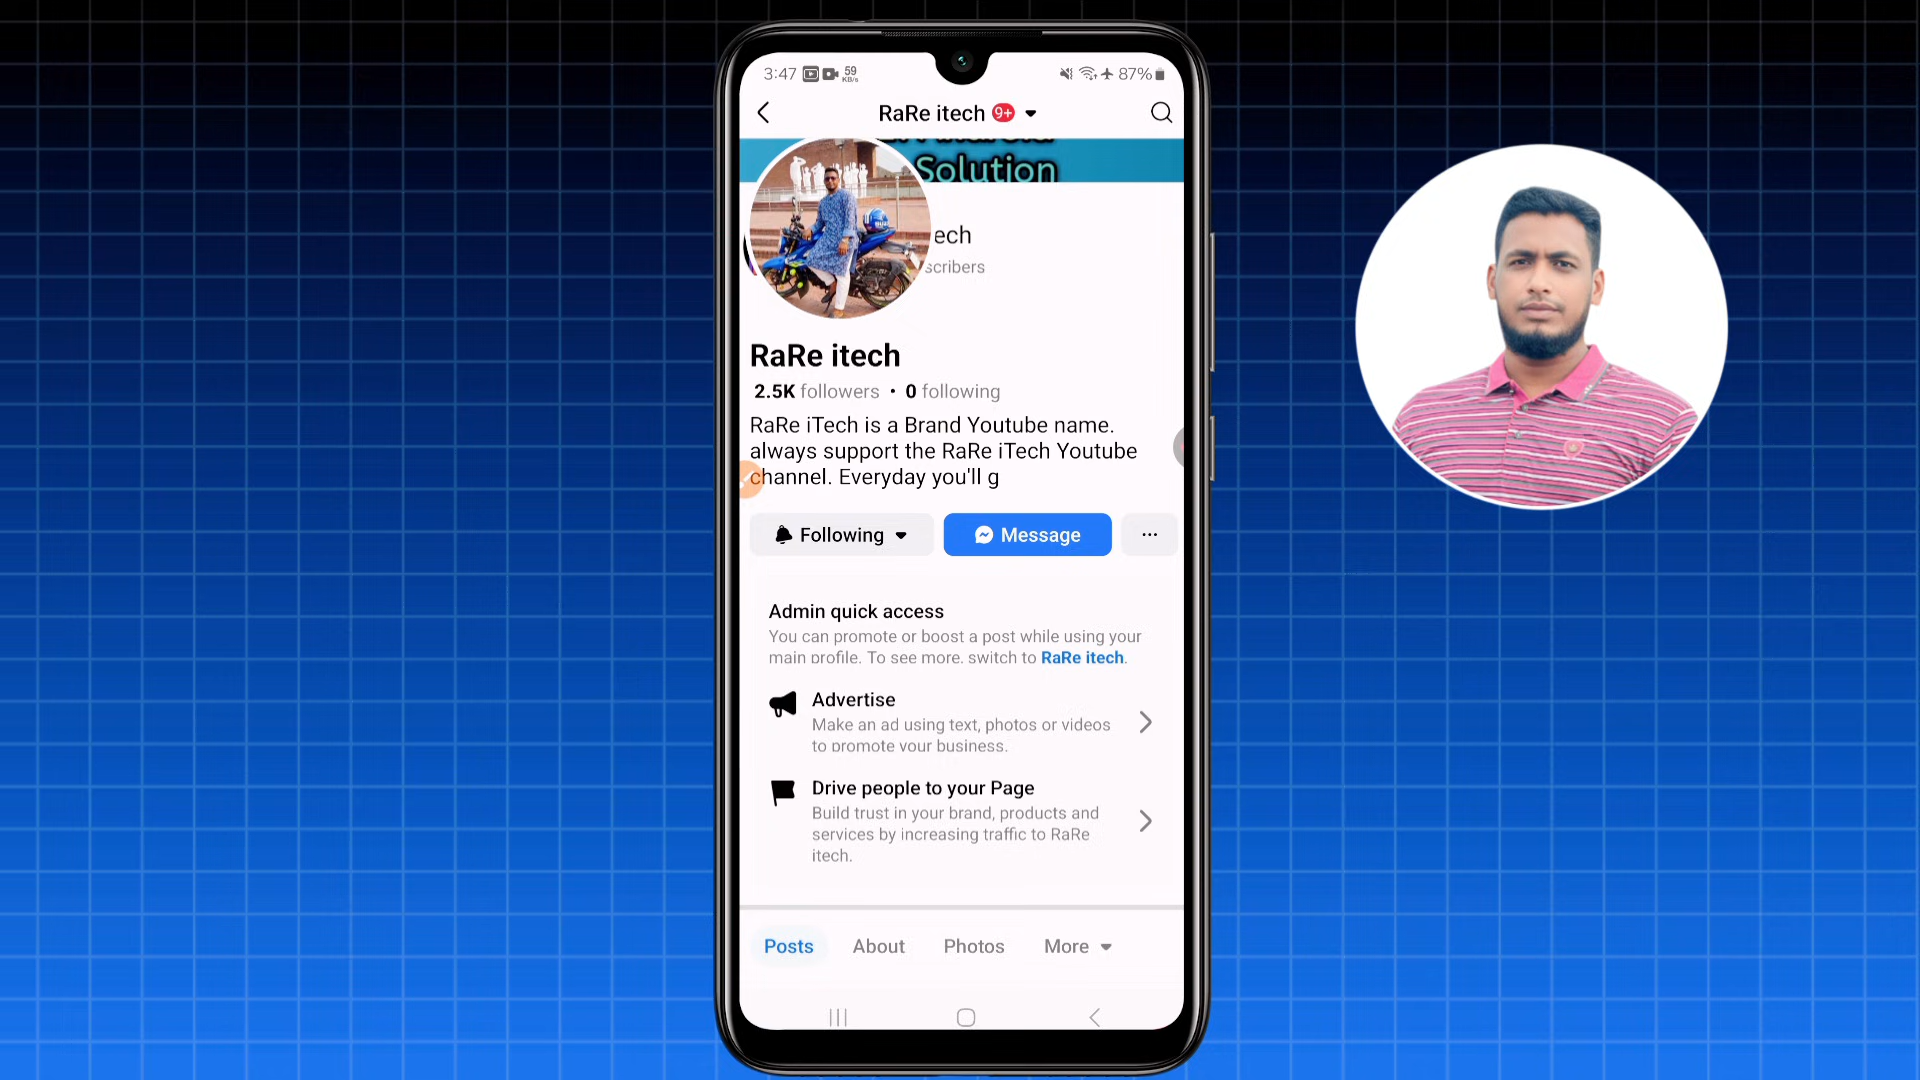 3:47 59 KB/s 87%
RaRe itech 9+
Solution
ech
scribers
RaRe itech
2.5K followers • 0 following
RaRe iTech is a Brand Youtube name.
always support the RaRe iTech Youtube
channel. Everyday you'll g
Following Message ...
Admin quick access
You can promote or boost a post while using your
main profile. To see more, switch to RaRe itech.
Advertise
Make an ad using text, photos or videos
to promote your business.
Drive people to your Page
Build trust in your brand, products and
services by increasing traffic to RaRe
itech.
Posts About Photos More